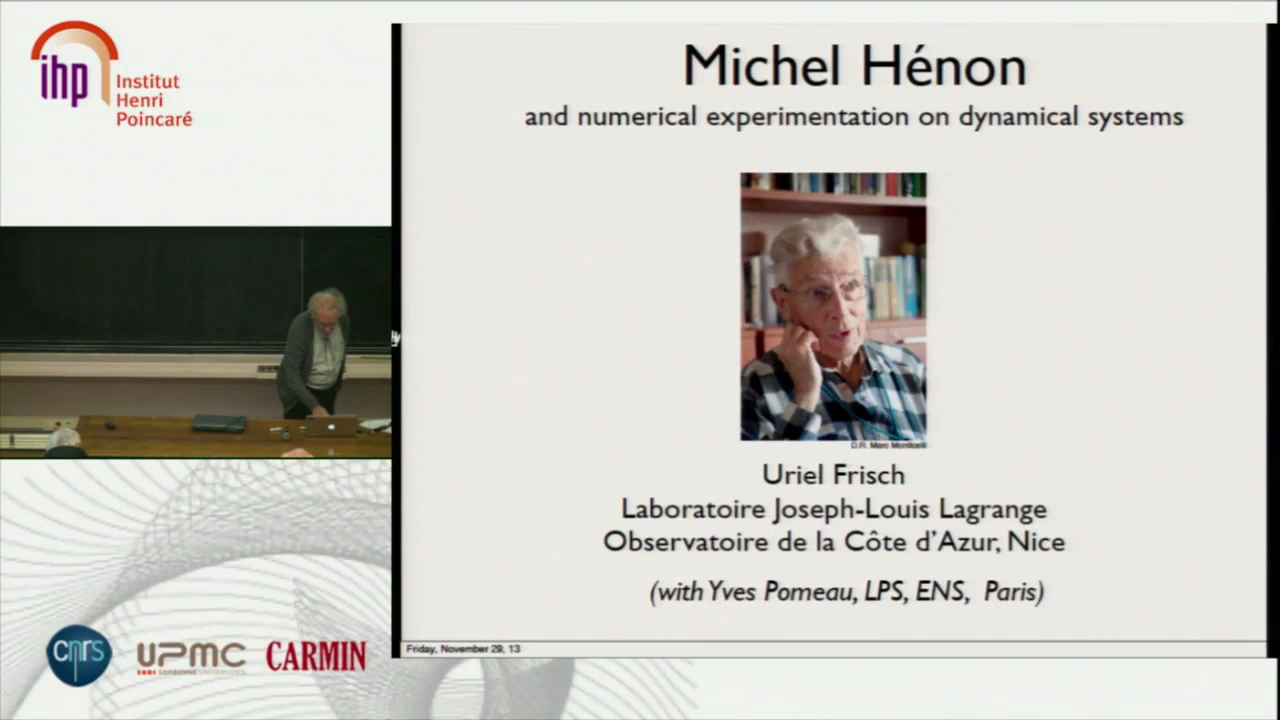 ihp
Institut
Henri
Poincaré
Michel Hénon
and numerical experimentation on dynamical systems
D.R. Marc Monticelli
Uriel Frisch
Laboratoire Joseph-Louis Lagrange
Observatoire de la Côte d'Azur, Nice
(with Yves Pomeau, LPS, ENS, Paris)
Friday, November 29, 13
cnrs
UPMC
SORBONNE UNIVERSITÉS
CARMIN